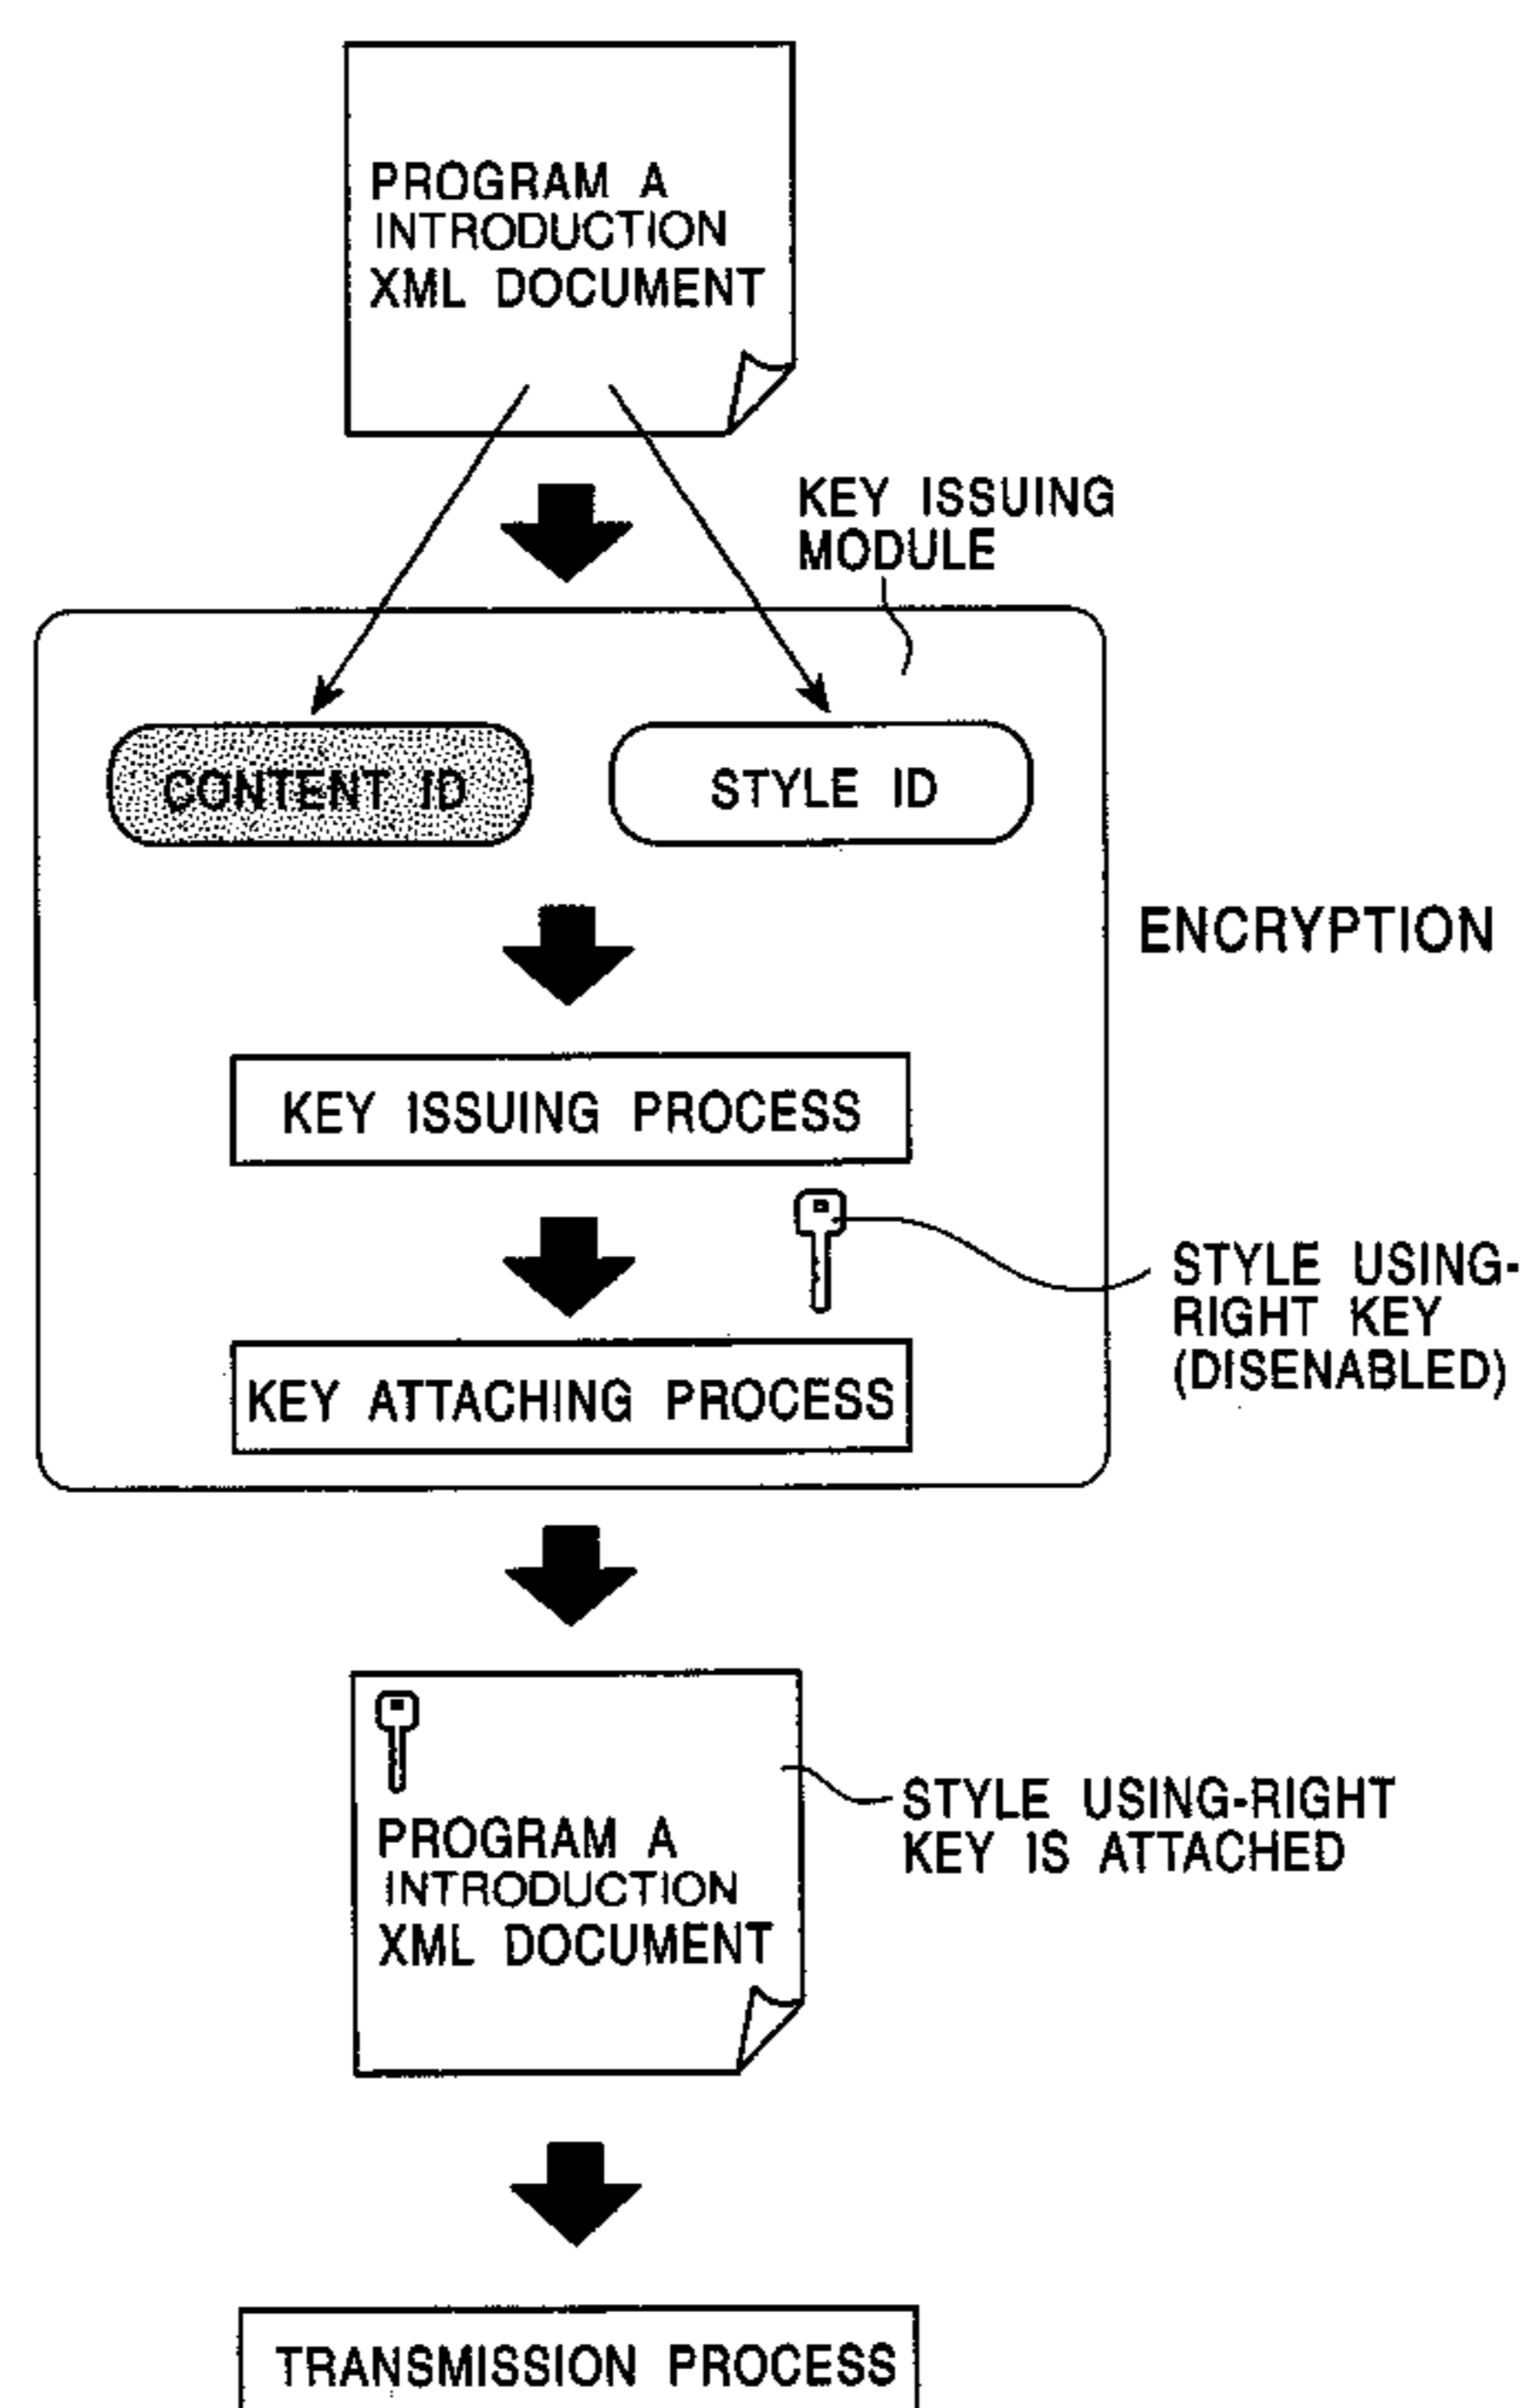 PROGRAM A
INTRODUCTION
XML DOCUMENT
KEY ISSUING
MODULE
CONTENT ID
STYLE ID
ENCRYPTION
KEY ISSUING PROCESS
STYLE USING-
RIGHT KEY
(DISENABLED)
KEY ATTACHING PROCESS
PROGRAM A
INTRODUCTION
XML DOCUMENT
STYLE USING-RIGHT
KEY IS ATTACHED
TRANSMISSION PROCESS